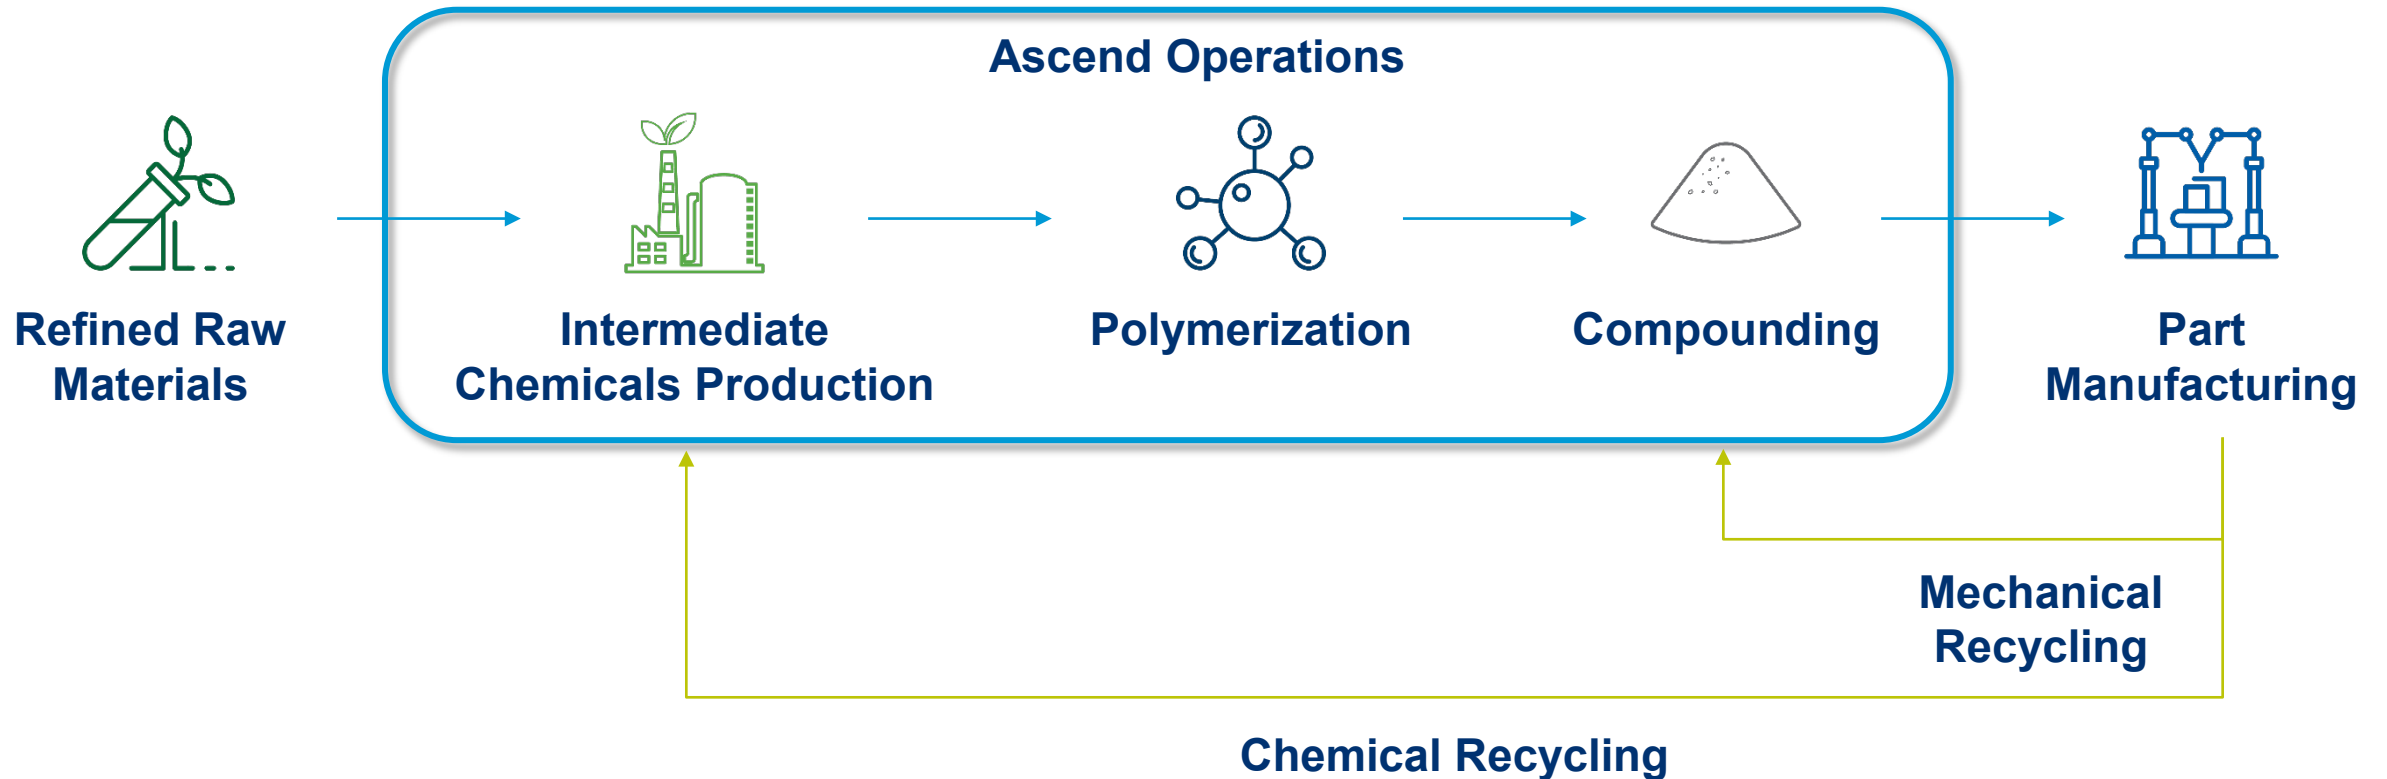 Ascend Operations
Refined Raw
Materials
Intermediate
Chemicals Production
Polymerization
Compounding
Part
Manufacturing
Mechanical
Recycling
Chemical Recycling